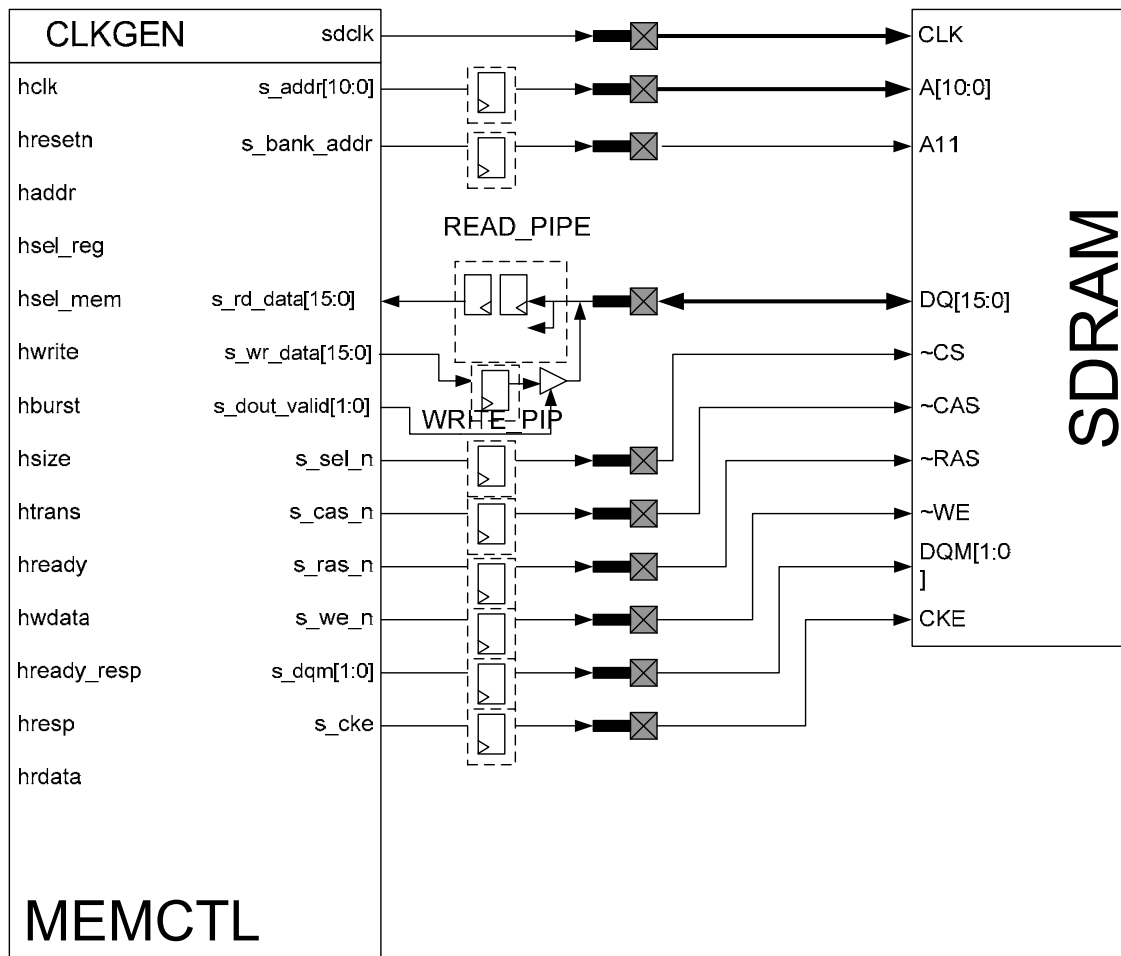 CLKGEN
sdclk
CLK
hclk
s_addr[10:0]
A[10:0]
hresetn
s_bank_addr
A11
haddr
READ_PIPE
hsel_reg
hsel_mem
s_rd_data[15:0]
DQ[15:0]
hwrite
s_wr_data[15:0]
~CS
hburst
s_dout_valid[1:0]
~CAS
hsize
s_sel_n
~RAS
htrans
s_cas_n
~WE
hready
s_ras_n
DQM[1:0
]
hwdata
s_we_n
CKE
hready_resp
s_dqm[1:0]
hresp
s_cke
hrdata
MEMCTL
SDRAM